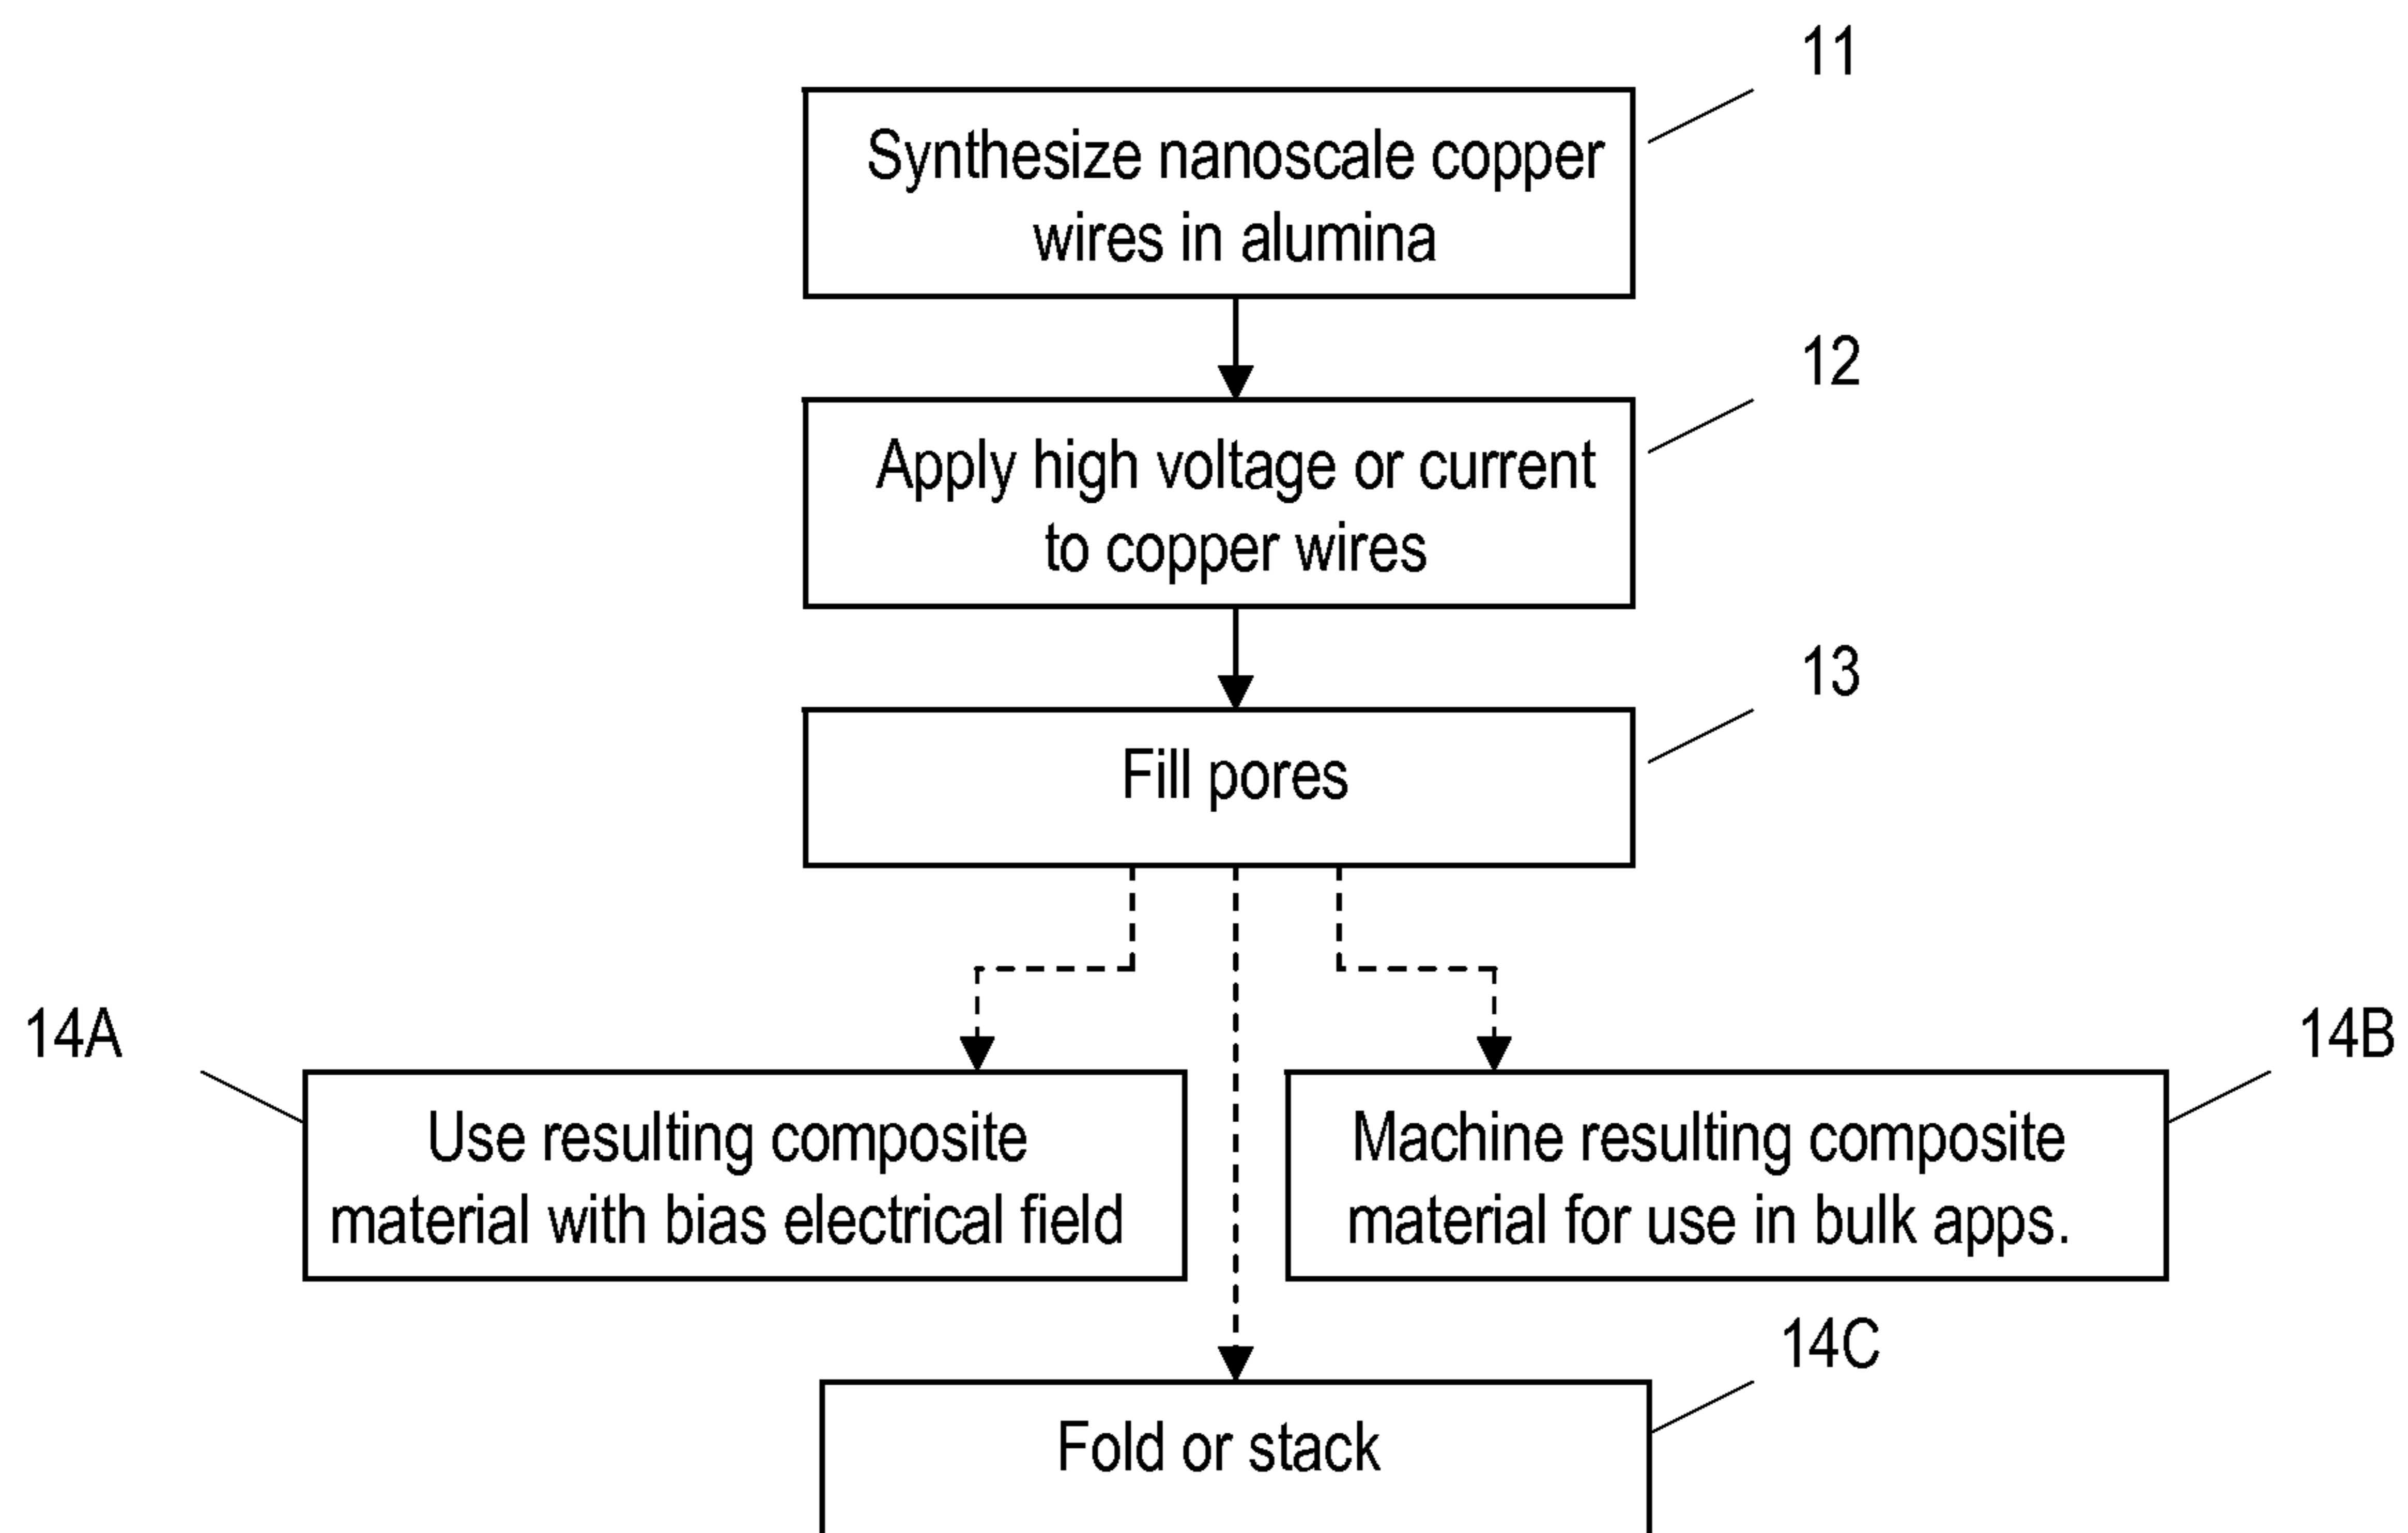 11
Synthesize nanoscale copper
wires in alumina
12
Apply high voltage or current
to copper wires
13
Fill pores
14A
14B
Use resulting composite
material with bias electrical field
Machine resulting composite
material for use in bulk apps.
14C
Fold or stack